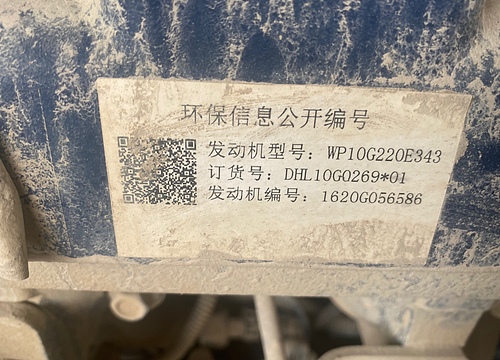 环保信息公开编号
发动机型号: WP10G220E343
订货号: DHL10G0269*01
发动机编号: 1620G056586